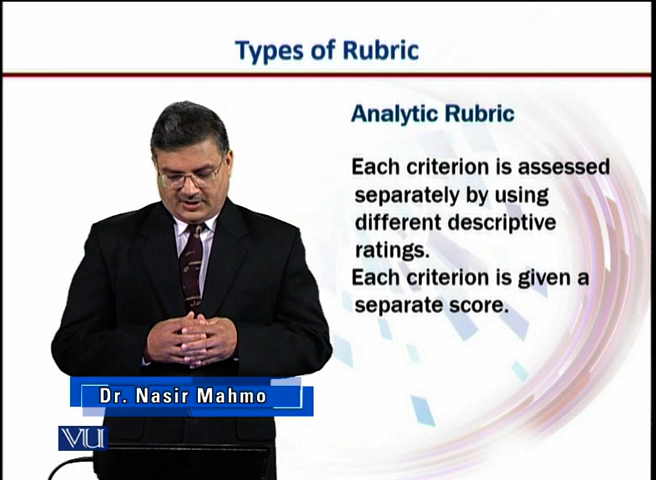 Types of Rubric
Analytic Rubric
Each criterion is assessed
separately by using
different descriptive
ratings.
Each criterion is given a
separate score.
Dr. Nasir Mahmo
VU